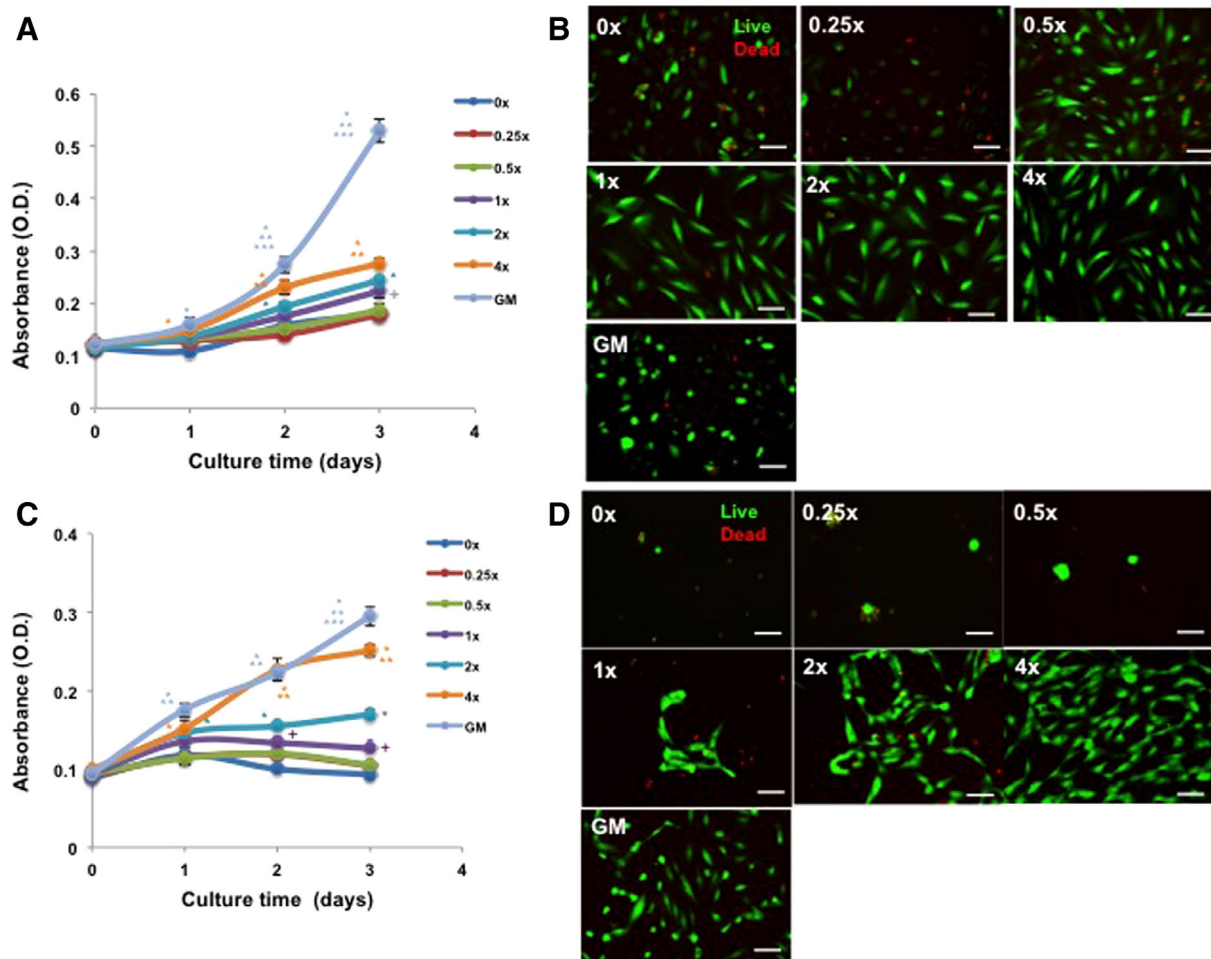 A
0.6
0.5
0.4
0.3
0.2
0.1
0
Absorbance (O.D.)
0
1
2
3
4
Culture time (days)
0x
0.25x
0.5x
1x
2x
4x
GM
+
B
0x
Live
Dead
0.25x
0.5x
1x
2x
4x
GM
C
0.4
0.3
0.2
0.1
0
Absorbance (O.D.)
0
1
2
3
4
Culture time (days)
0x
0.25x
0.5x
1x
2x
4x
GM
+
+
D
0x
Live
Dead
0.25x
0.5x
1x
2x
4x
GM